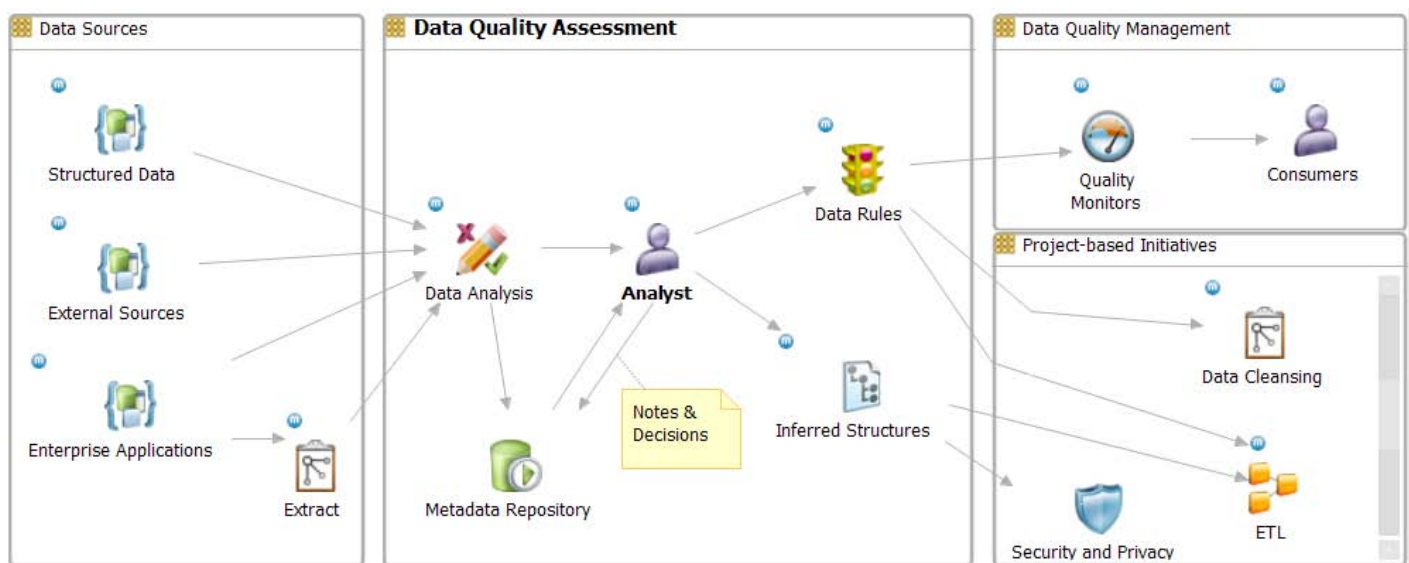 Data Sources
Structured Data
External Sources
Enterprise Applications
Extract
Data Quality Assessment
Data Analysis
Analyst
Metadata Repository
Notes &
Decisions
Data Rules
Inferred Structures
Data Quality Management
Quality
Monitors
Consumers
Project-based Initiatives
Data Cleansing
ETL
Security and Privacy